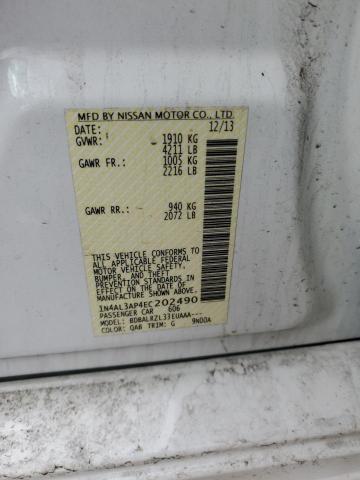 MFD BY NISSAN MOTOR CO., LTD
DATE: 12/13
GVWR: 1910 KG
4211 LB
GAWR FR: 1005 KG
2216 LB
GAWR RR: 940 KG
2072 LB
THIS VEHICLE CONFORMS TO
ALL APPLICABLE FEDERAL
MOTOR VEHICLE SAFETY,
BUMPER, AND THEFT
PREVENTION STANDARDS
IN EFFECT ON THE DATE OF
MANUFACTURE SHOWN ABOVE.
1N4AL3AP4EC202490
PASSENGER CAR 606
MODEL: BDBALRZL33EUAAA---
COLOR: QAB TRIM: G 9N00A